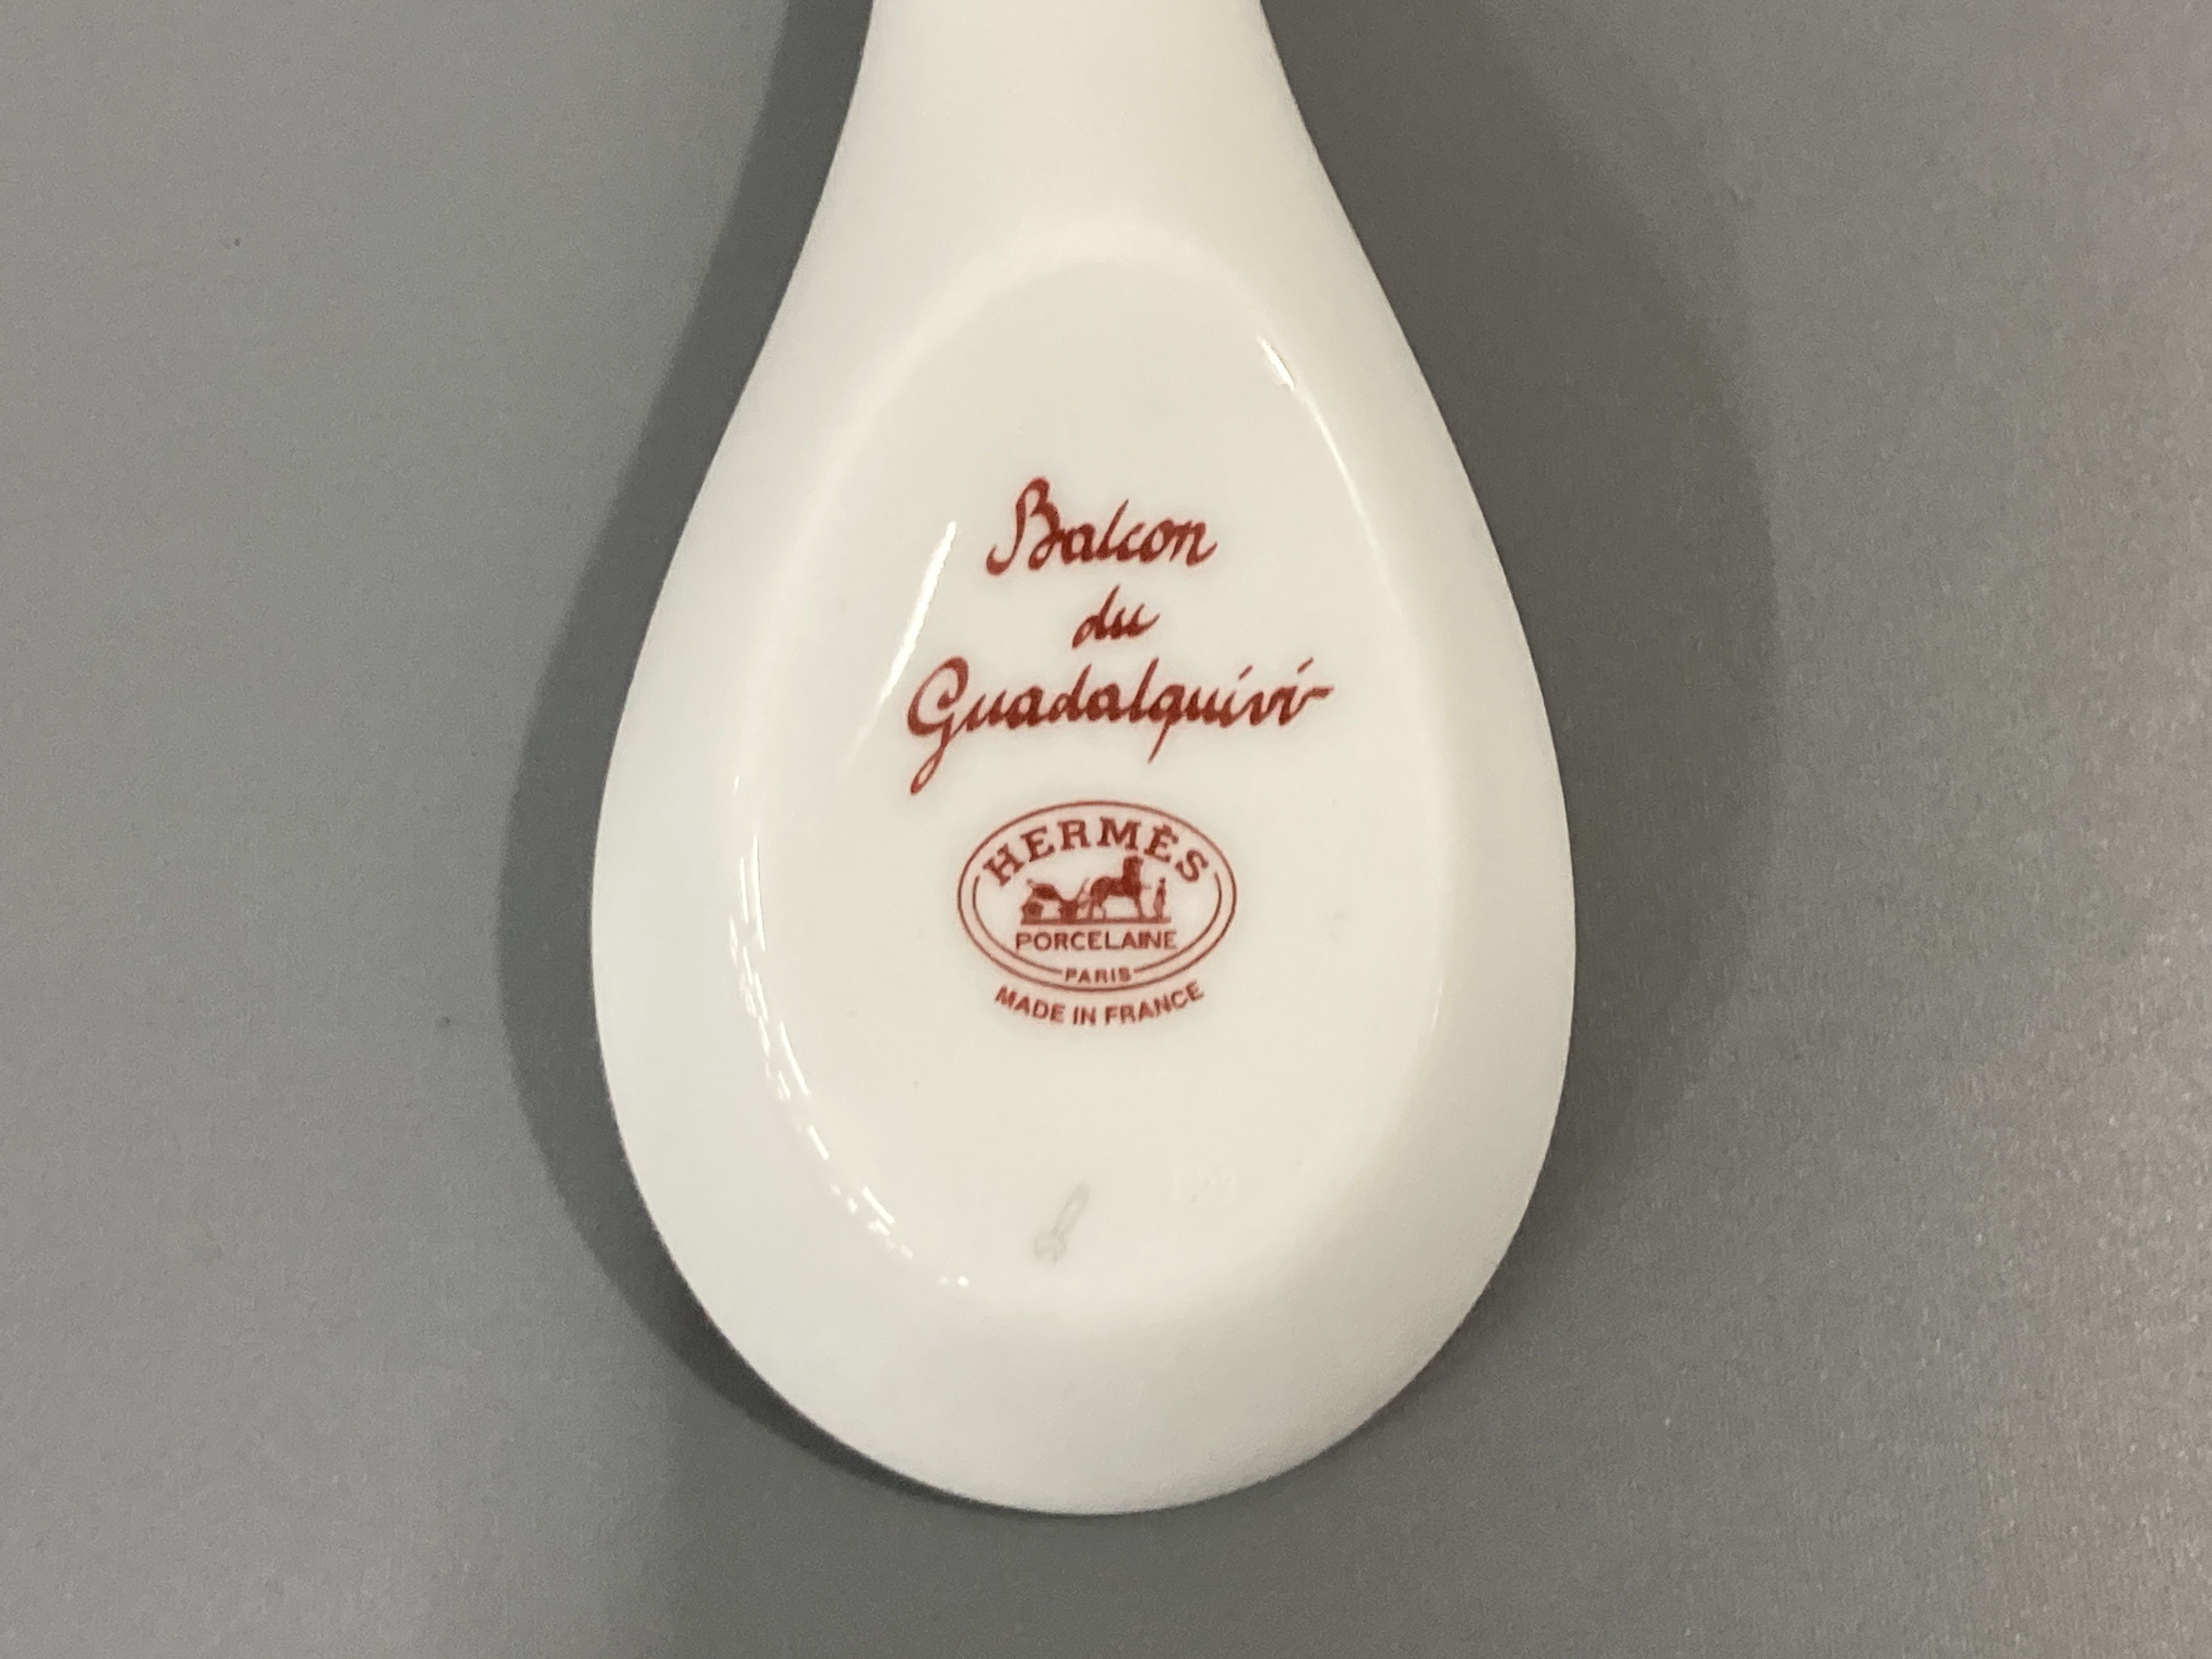 Balcon
du
Guadalquivir
HERMÈS
PORCELAINE
PARIS
MADE IN FRANCE